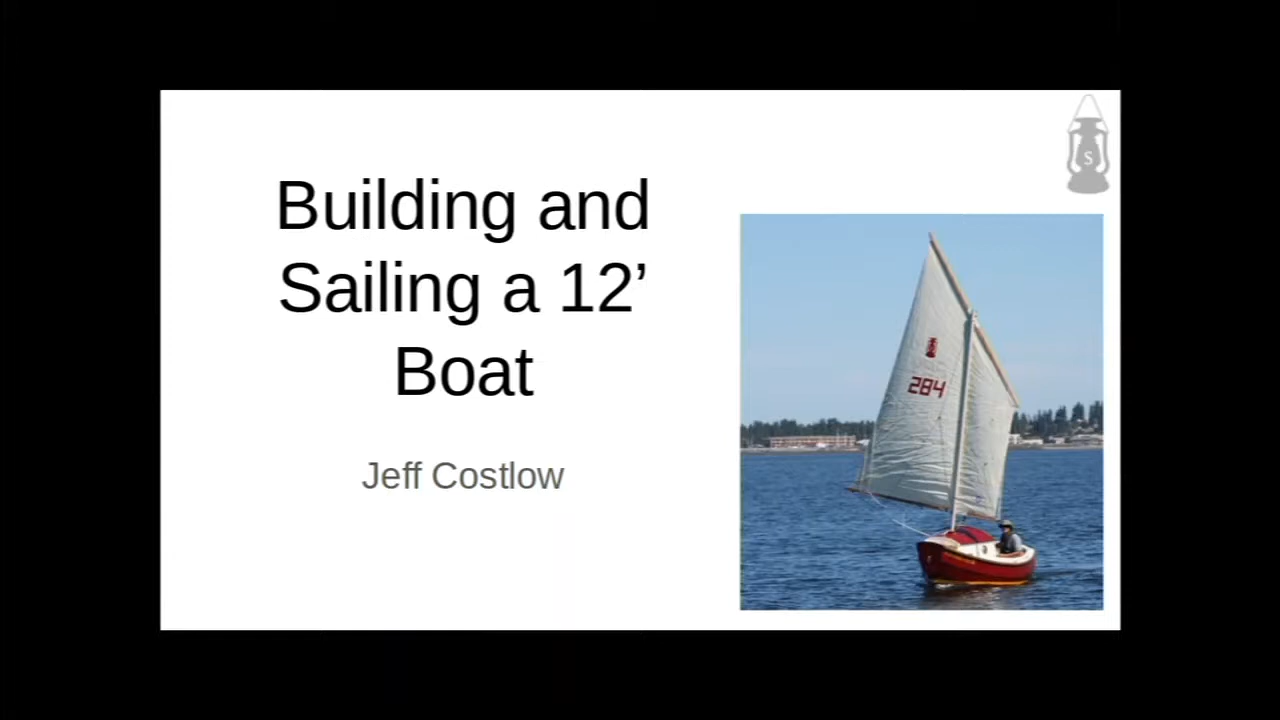 Building and
Sailing a 12’
Boat
Jeff Costlow
S
284